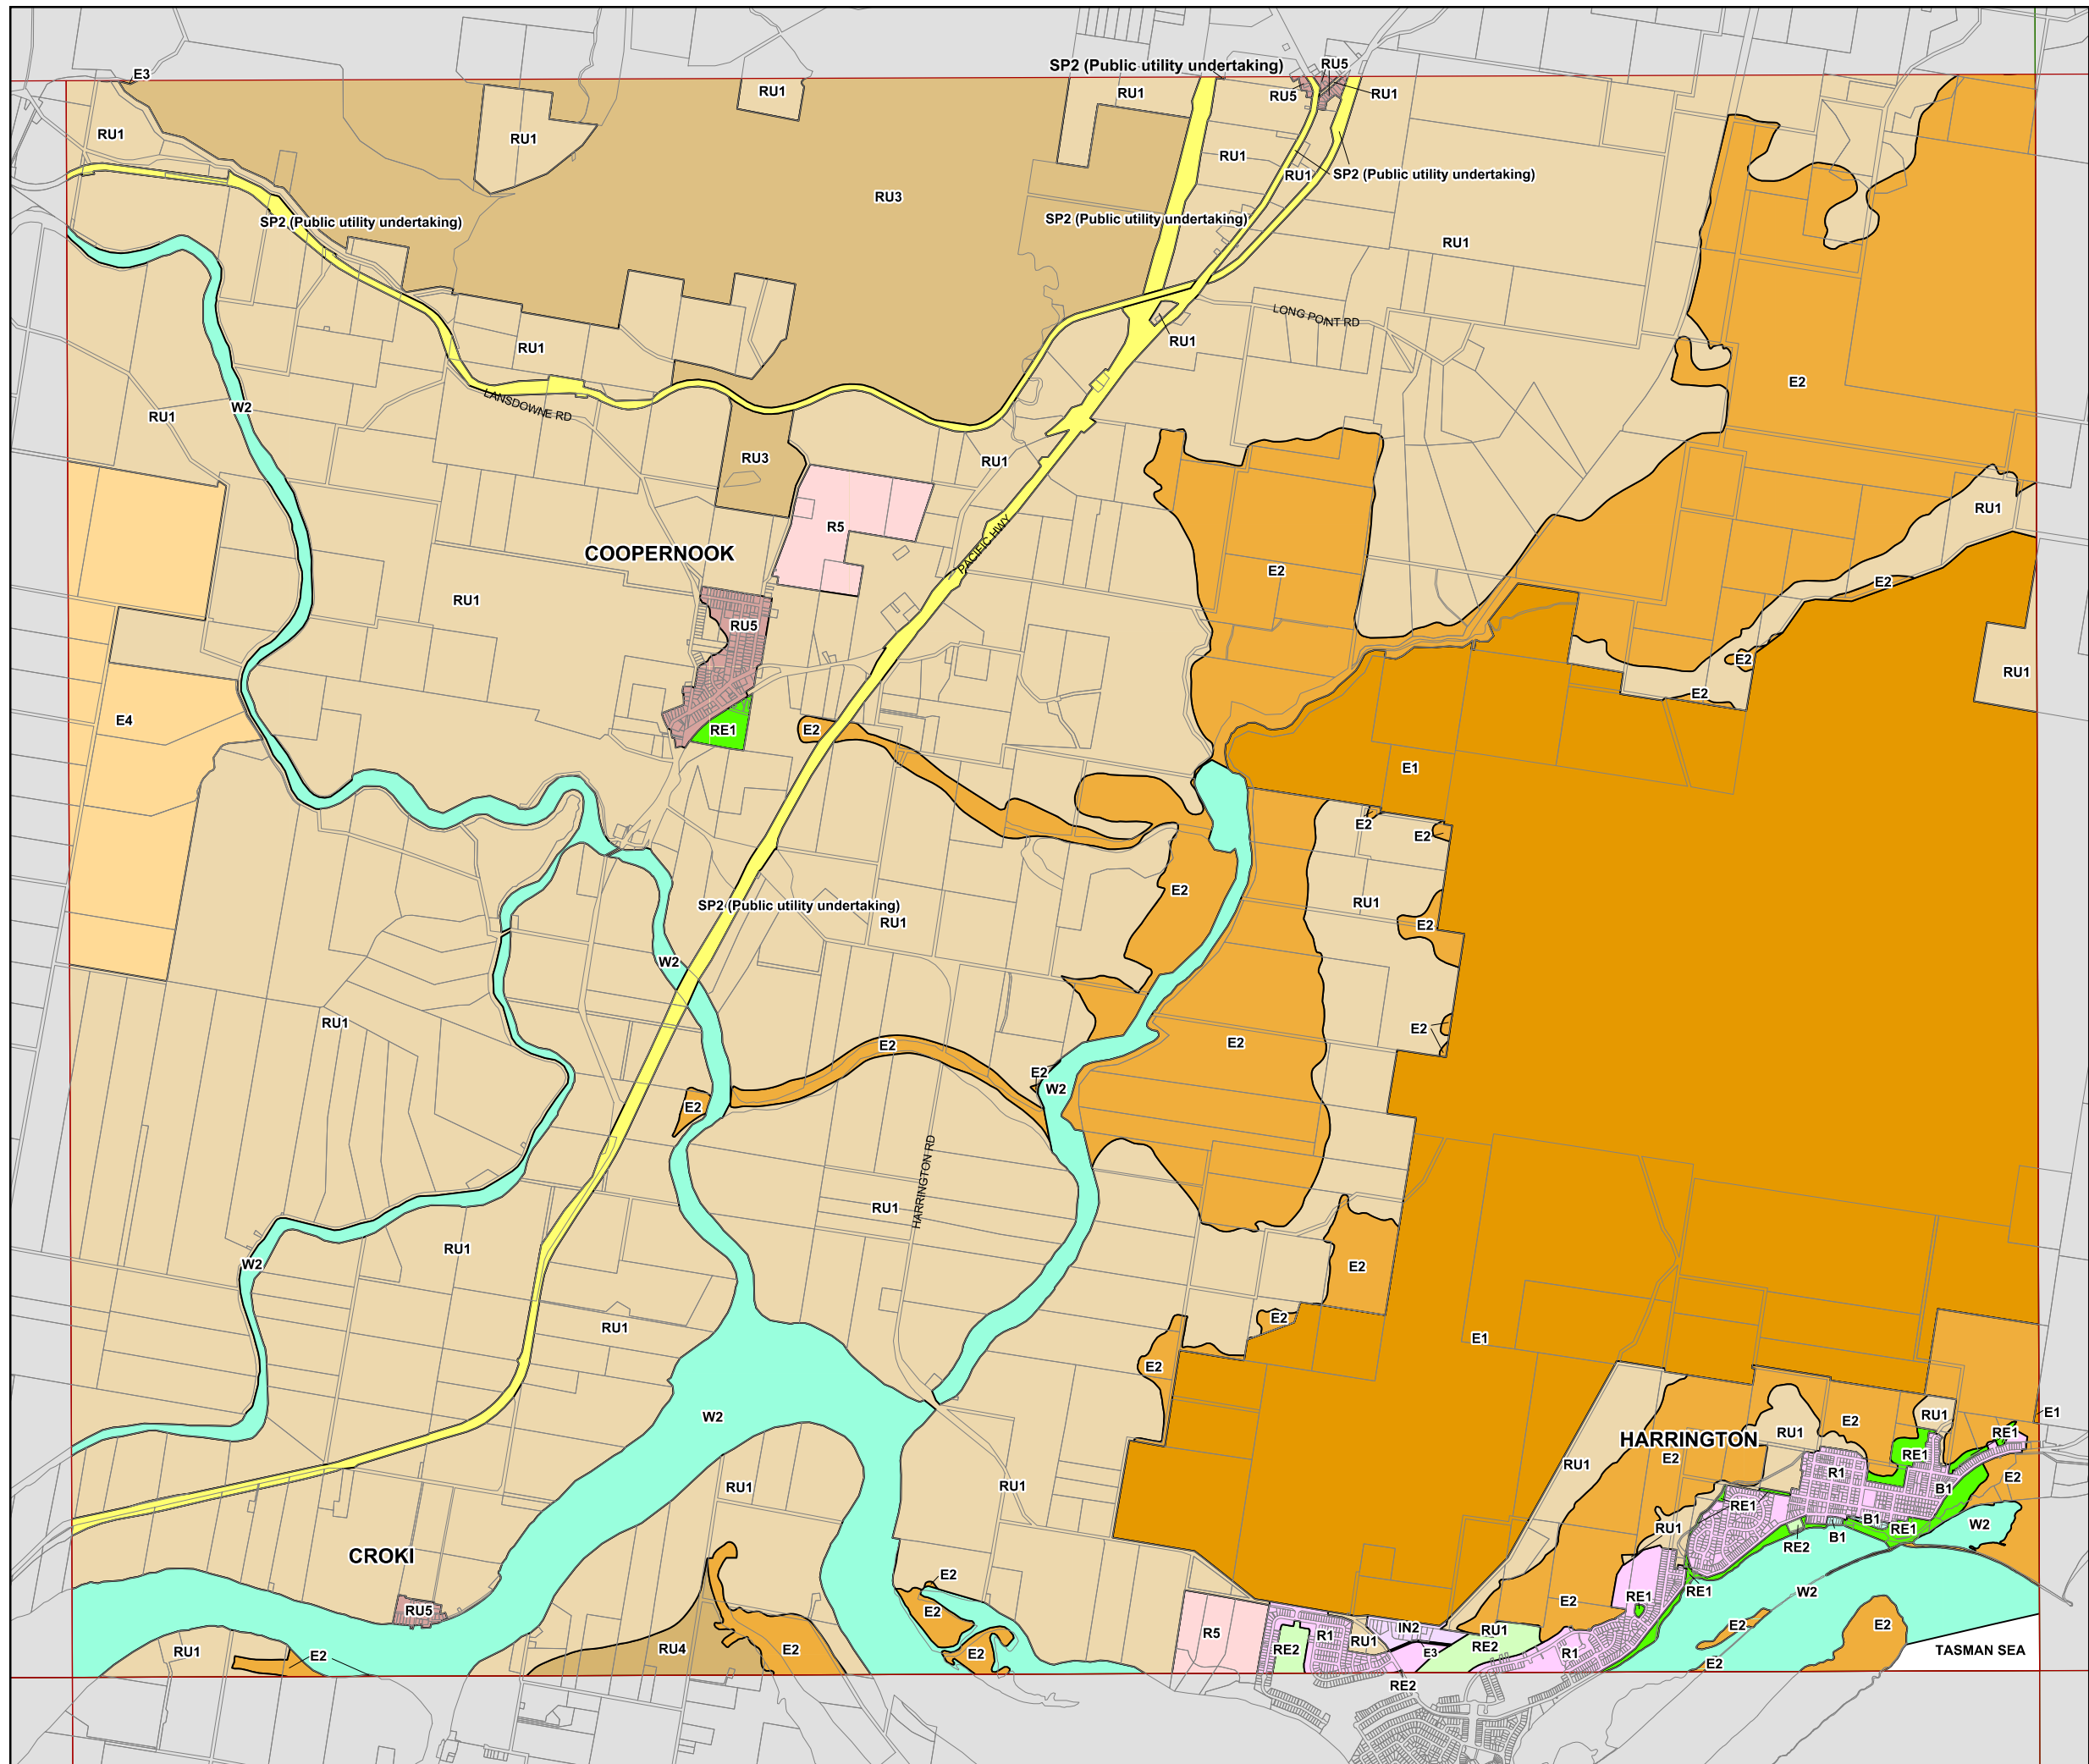 SP2 (Public utility undertaking)
RU5
E3
RU1
RU1
RU5
RU1
RU1
RU1
RU1
RU1
SP2 (Public utility undertaking)
RU3
SP2 (Public utility undertaking)
SP2 (Public utility undertaking)
RU1
LONG POINT RD
RU1
RU1
E2
LANSDOWNE RD
W2
RU1
RU3
RU1
RU1
R5
PACIFIC HWY
COOPERNOOK
E2
E2
RU1
RU5
E2
RU1
E2
E4
RE1
E2
E1
E2
E2
E2
RU1
SP2 (Public utility undertaking)
RU1
E2
W2
RU1
E2
E2
E2
E2
W2
E2
HARRINGTON RD
RU1
RU1
W2
E2
E2
RU1
E1
E2
W2
E1
RU1
E2
RU1
RE1
HARRINGTON
RE1
E2
RU1
R1
E2
RU1
RU1
B1
RE1
B1
RU1
RE1
W2
B1
RE2
CROKI
E2
RE1
W2
RE1
RU5
E2
E2
E2
E2
R5
R1
RU1
IN2
RU1
RE2
RU1
E2
RU4
E2
E2
RE2
E3
R1
E2
TASMAN SEA
RE2